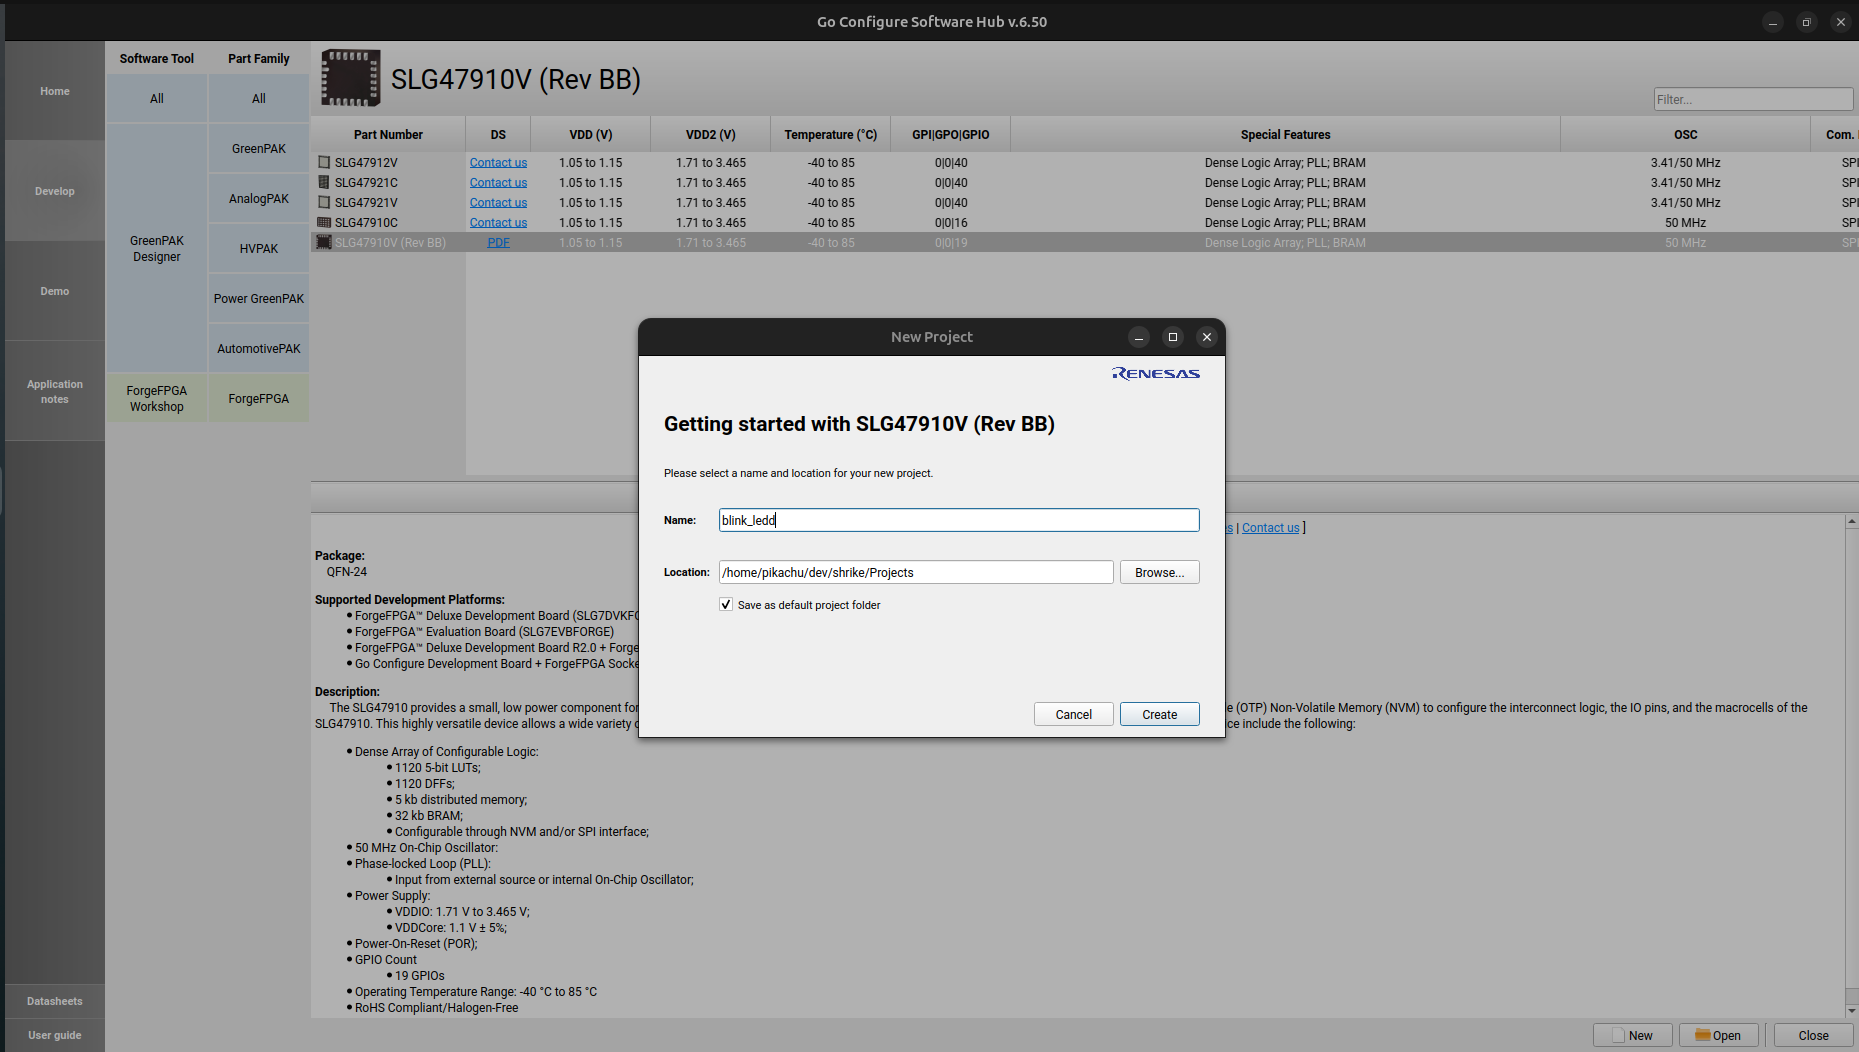 Go Configure Software Hub v.6.50
Home
Develop
Demo
Application
notes
Datasheets
User guide
Software Tool
Part Family
All
All
GreenPAK
Designer
GreenPAK
AnalogPAK
HVPAK
Power GreenPAK
AutomotivePAK
ForgeFPGA
Workshop
ForgeFPGA
SLG47910V (Rev BB)
Filter...
Part Number DS VDD (V) VDD2 (V) Temperature (°C) GPI|GPO|GPIO Special Features OSC Com.
SLG47912V Contact us 1.05 to 1.15 1.71 to 3.465 -40 to 85 0|0|40 Dense Logic Array; PLL; BRAM 3.41/50 MHz SPI
SLG47921C Contact us 1.05 to 1.15 1.71 to 3.465 -40 to 85 0|0|40 Dense Logic Array; PLL; BRAM 3.41/50 MHz SPI
SLG47921V Contact us 1.05 to 1.15 1.71 to 3.465 -40 to 85 0|0|40 Dense Logic Array; PLL; BRAM 3.41/50 MHz SPI
SLG47910C Contact us 1.05 to 1.15 1.71 to 3.465 -40 to 85 0|0|16 Dense Logic Array; PLL; BRAM 50 MHz SPI
SLG47910V (Rev BB) PDF 1.05 to 1.15 1.71 to 3.465 -40 to 85 0|0|19 Dense Logic Array; PLL; BRAM 50 MHz SPI
New Project
RENESAS
Getting started with SLG47910V (Rev BB)
Please select a name and location for your new project.
Name: blink_ledd
Location: /home/pikachu/dev/shrike/Projects Browse...
✓ Save as default project folder
Cancel Create
s | Contact us ]
Package:
QFN-24
Supported Development Platforms:
• ForgeFPGA™ Deluxe Development Board (SLG7DVKFO
• ForgeFPGA™ Evaluation Board (SLG7EVBFORGE)
• ForgeFPGA™ Deluxe Development Board R2.0 + Forge
• Go Configure Development Board + ForgeFPGA Socke
Description:
The SLG47910 provides a small, low power component for e (OTP) Non-Volatile Memory (NVM) to configure the interconnect logic, the IO pins, and the macrocells of the
SLG47910. This highly versatile device allows a wide variety ce include the following:
• Dense Array of Configurable Logic:
• 1120 5-bit LUTs;
• 1120 DFFs;
• 5 kb distributed memory;
• 32 kb BRAM;
• Configurable through NVM and/or SPI interface;
• 50 MHz On-Chip Oscillator:
• Phase-locked Loop (PLL):
• Input from external source or internal On-Chip Oscillator;
• Power Supply:
• VDDIO: 1.71 V to 3.465 V;
• VDDCore: 1.1 V ± 5%;
• Power-On-Reset (POR);
• GPIO Count
• 19 GPIOs
• Operating Temperature Range: -40 °C to 85 °C
• RoHS Compliant/Halogen-Free
New Open Close